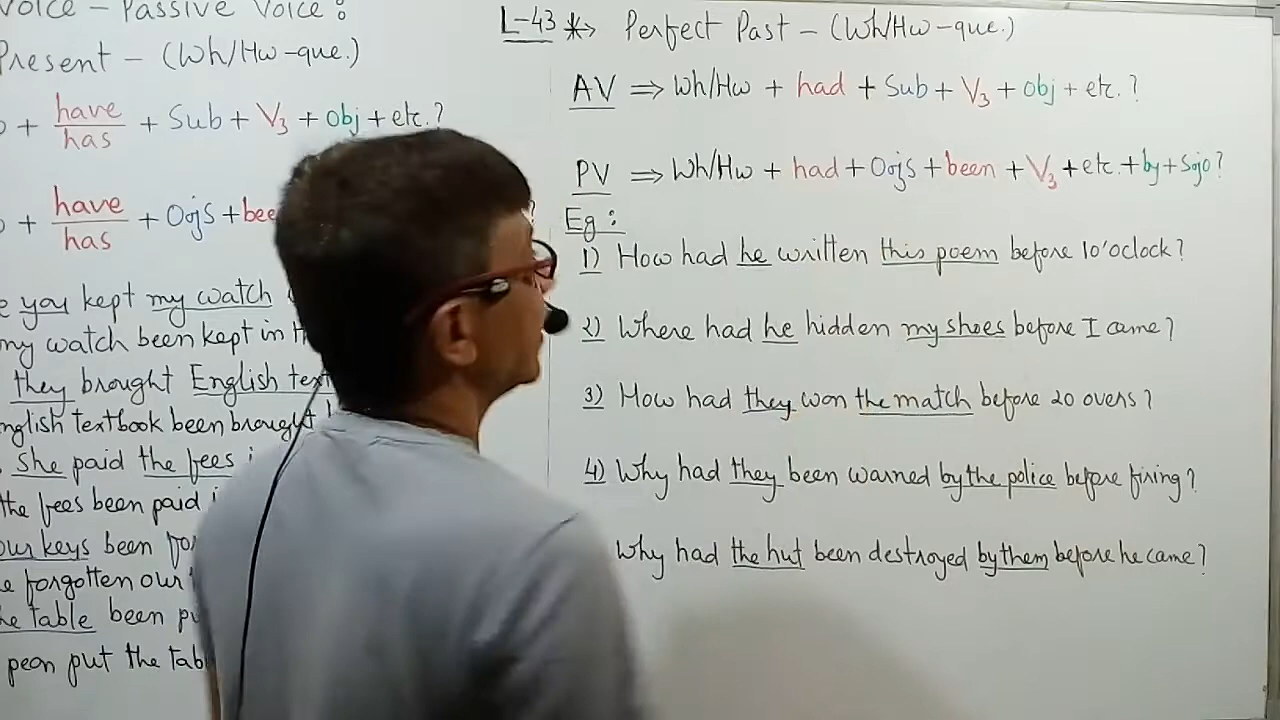 Voice - Passive Voice :
Present - (Wh/Hw-que.)
+ have/has + Sub + V3 + obj + etc.?
+ have/has + OojS + bee
you kept my watch
my watch been kept in
they brought English text
English textbook been brought
She paid the fees
the fees been paid
our keys been for
forgotten our
the table been pu
peon put the tab
L-43 * Perfect Past - (Wh/Hw-que.)
AV ⇒ Wh/Hw + had + Sub + V3 + obj + etc.?
PV ⇒ Wh/Hw + had + OojS + been + V3 + etc. + by + Sojo?
Eg :
1) How had he written this poem before 10'oclock?
2) Where had he hidden my shoes before I came?
3) How had they won the match before 20 overs?
4) Why had they been warned by the police before firing?
Why had the hut been destroyed by them before he came?